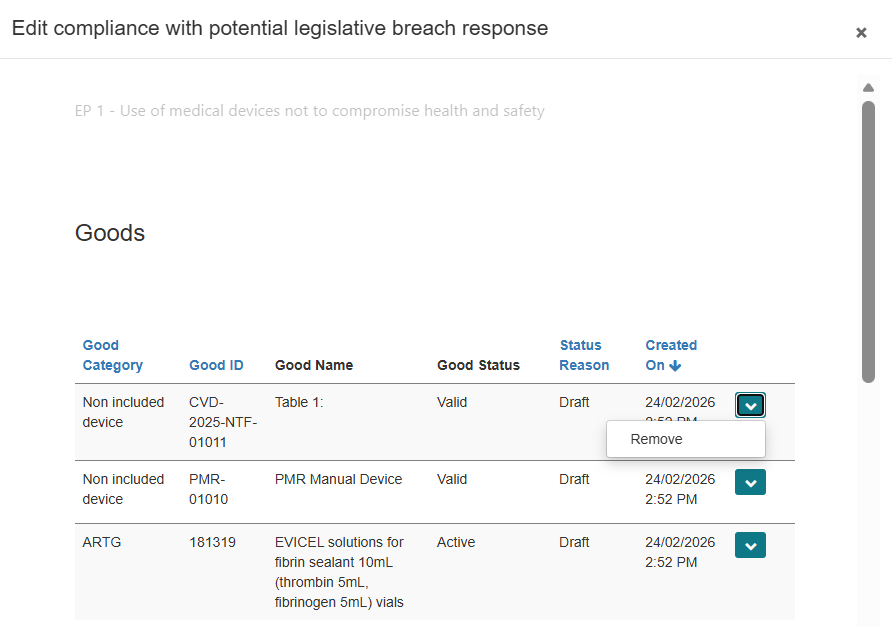 Edit compliance with potential legislative breach response
×
EP 1 - Use of medical devices not to compromise health and safety
Goods
Good Category Good ID Good Name Good Status Status Reason Created On
Non included device CVD-2025-NTF-01011 Table 1: Valid Draft 24/02/2026 2:52 PM
Remove
Non included device PMR-01010 PMR Manual Device Valid Draft 24/02/2026 2:52 PM
ARTG 181319 EVICEL solutions for fibrin sealant 10mL (thrombin 5mL, fibrinogen 5mL) vials Active Draft 24/02/2026 2:52 PM